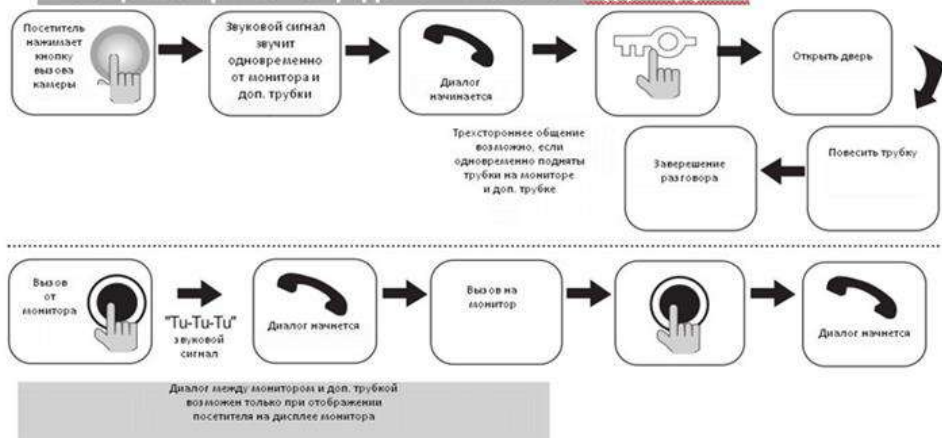 Посетитель
нажимает
кнопку
вызова
камеры
Звуковой сигнал
звучит
одновременно
от монитора и
доп. трубки
Диалог
начинается
Открыть дверь
Трехстороннее общение
возможно, если
одновременно подняты
трубки на мониторе
и доп. трубке
Заверешение
разговора
Повесить трубку
Вызов
от
монитора
"Tu-Tu-Tu"
звуковой
сигнал
Диалог начнется
Вызов на
монитор
Диалог начнется
Диалог между монитором и доп. трубкой
возможен только при отображении
посетителя на дисплее монитора